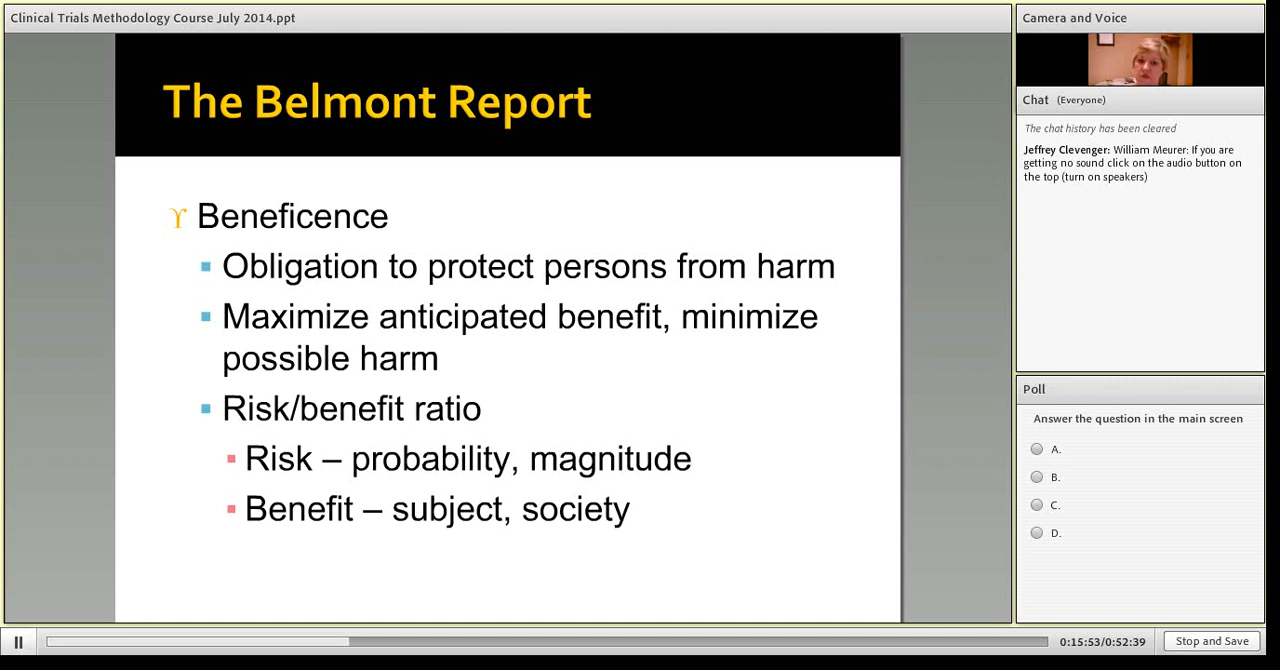 Clinical Trials Methodology Course July 2014.ppt
The Belmont Report
Beneficence
Obligation to protect persons from harm
Maximize anticipated benefit, minimize
possible harm
Risk/benefit ratio
Risk – probability, magnitude
Benefit – subject, society
Camera and Voice
Chat (Everyone)
The chat history has been cleared
Jeffrey Clevenger: William Meurer: If you are
getting no sound click on the audio button on
the top (turn on speakers)
Poll
Answer the question in the main screen
A.
B.
C.
D.
0:15:53/0:52:39
Stop and Save